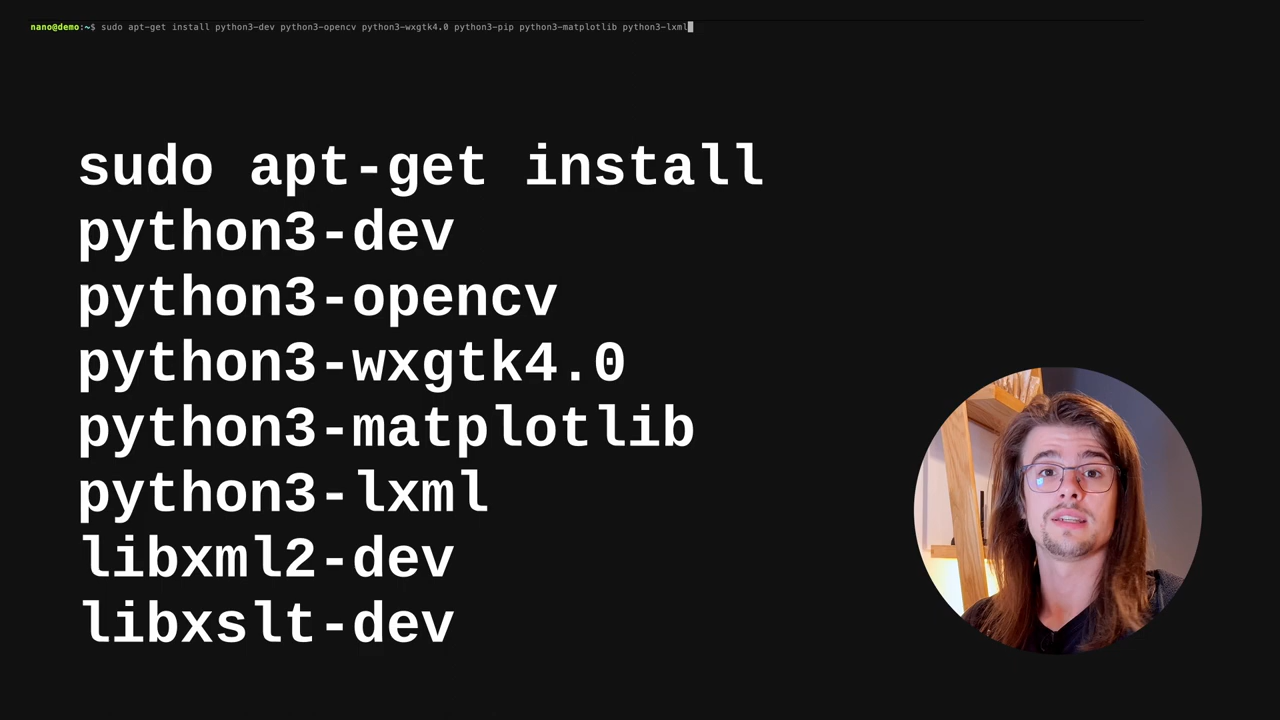 nano@demo:~$ sudo apt-get install python3-dev python3-opencv python3-wxgtk4.0 python3-pip python3-matplotlib python3-lxml
sudo apt-get install
python3-dev
python3-opencv
python3-wxgtk4.0
python3-matplotlib
python3-lxml
libxml2-dev
libxslt-dev